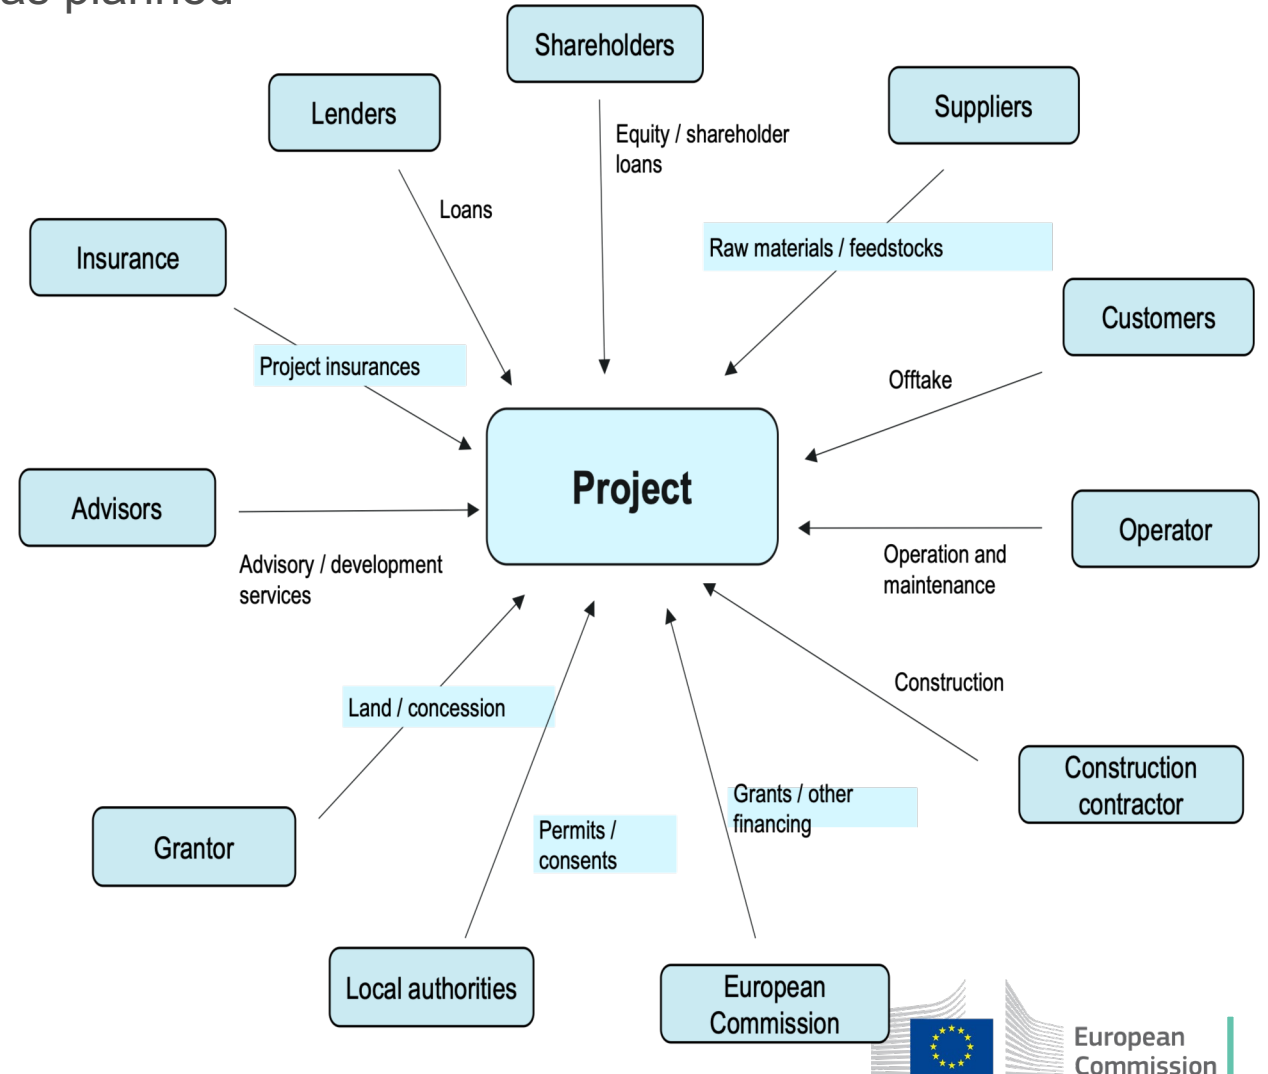 as planned
Shareholders
Lenders
Suppliers
Equity / shareholder
loans
Loans
Insurance
Raw materials / feedstocks
Customers
Project insurances
Offtake
Project
Advisors
Operator
Advisory / development
services
Operation and
maintenance
Land / concession
Construction
Construction
contractor
Grants / other
financing
Grantor
Permits /
consents
Local authorities
European
Commission
European
Commission